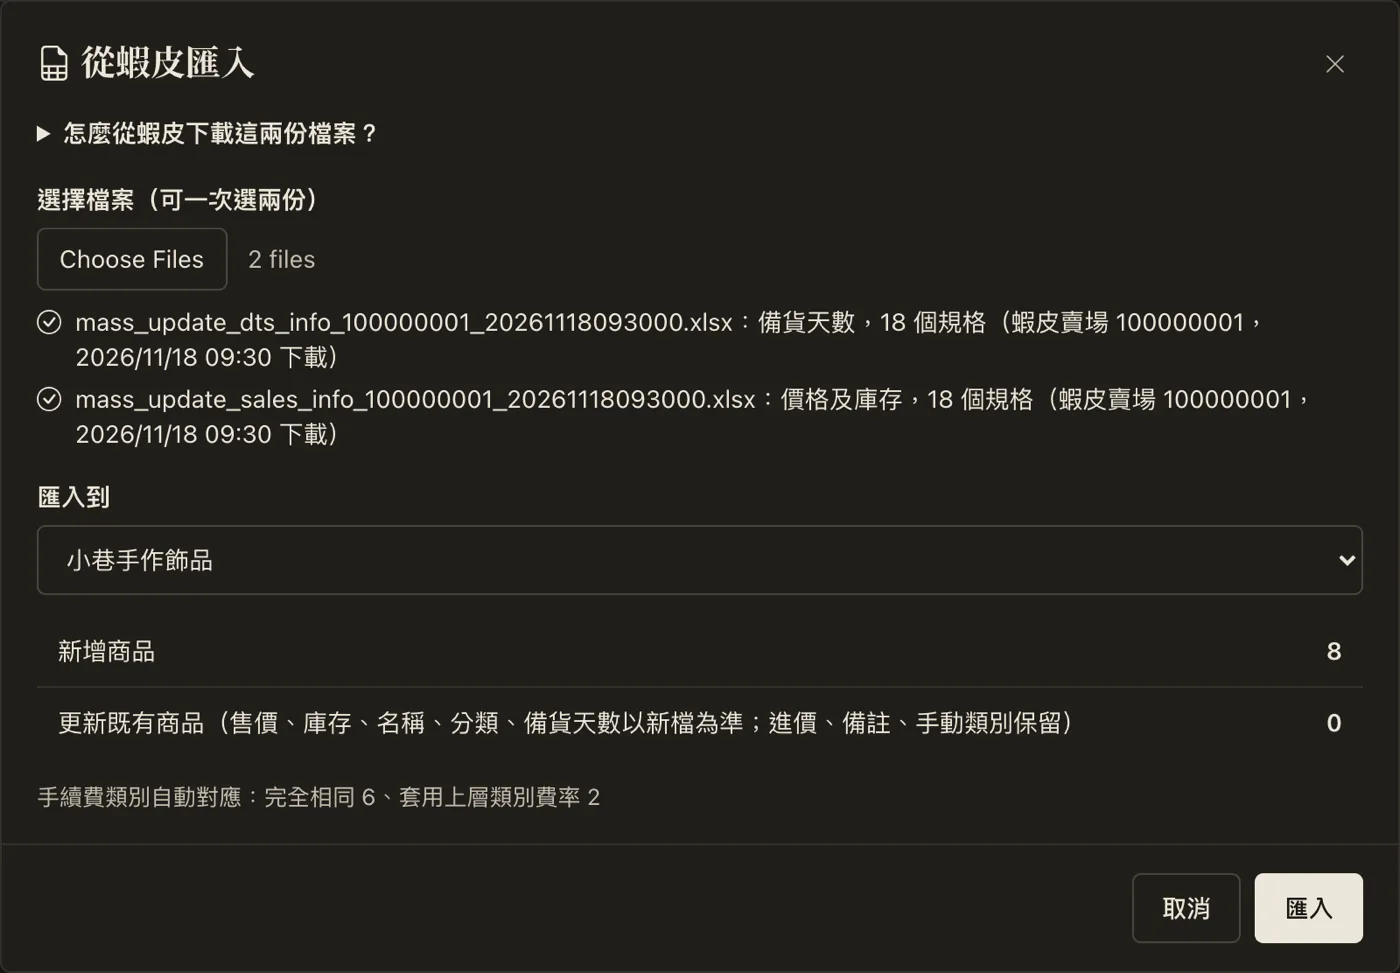 從蝦皮匯入
怎麼從蝦皮下載這兩份檔案？
選擇檔案（可一次選兩份）
Choose Files 2 files
mass_update_dts_info_100000001_20261118093000.xlsx：備貨天數，18 個規格（蝦皮賣場 100000001，
2026/11/18 09:30 下載）
mass_update_sales_info_100000001_20261118093000.xlsx：價格及庫存，18 個規格（蝦皮賣場 100000001，
2026/11/18 09:30 下載）
匯入到
小巷手作飾品
新增商品 8
更新既有商品（售價、庫存、名稱、分類、備貨天數以新檔為準；進價、備註、手動類別保留） 0
手續費類別自動對應：完全相同 6、套用上層類別費率 2
取消 匯入